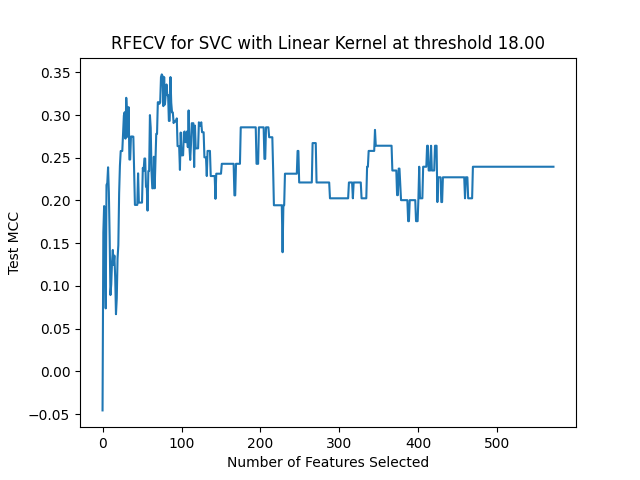 RFECV for SVC with Linear Kernel at threshold 18.00
0.35
0.30
0.25
0.20
0.15
0.10
0.05
0.00
−0.05
Test MCC
0 100 200 300 400 500
Number of Features Selected